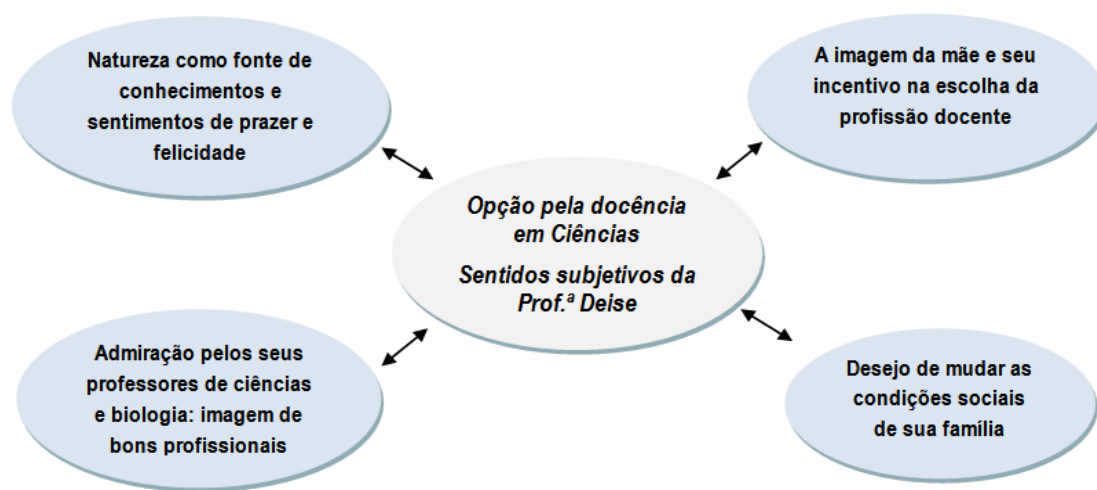 Natureza como fonte de
conhecimentos e
sentimentos de prazer e
felicidade
A imagem da mãe e seu
incentivo na escolha da
profissão docente
Opção pela docência
em Ciências
Sentidos subjetivos da
Prof.ª Deise
Admiração pelos seus
professores de ciências
e biologia: imagem de
bons profissionais
Desejo de mudar as
condições sociais
de sua família